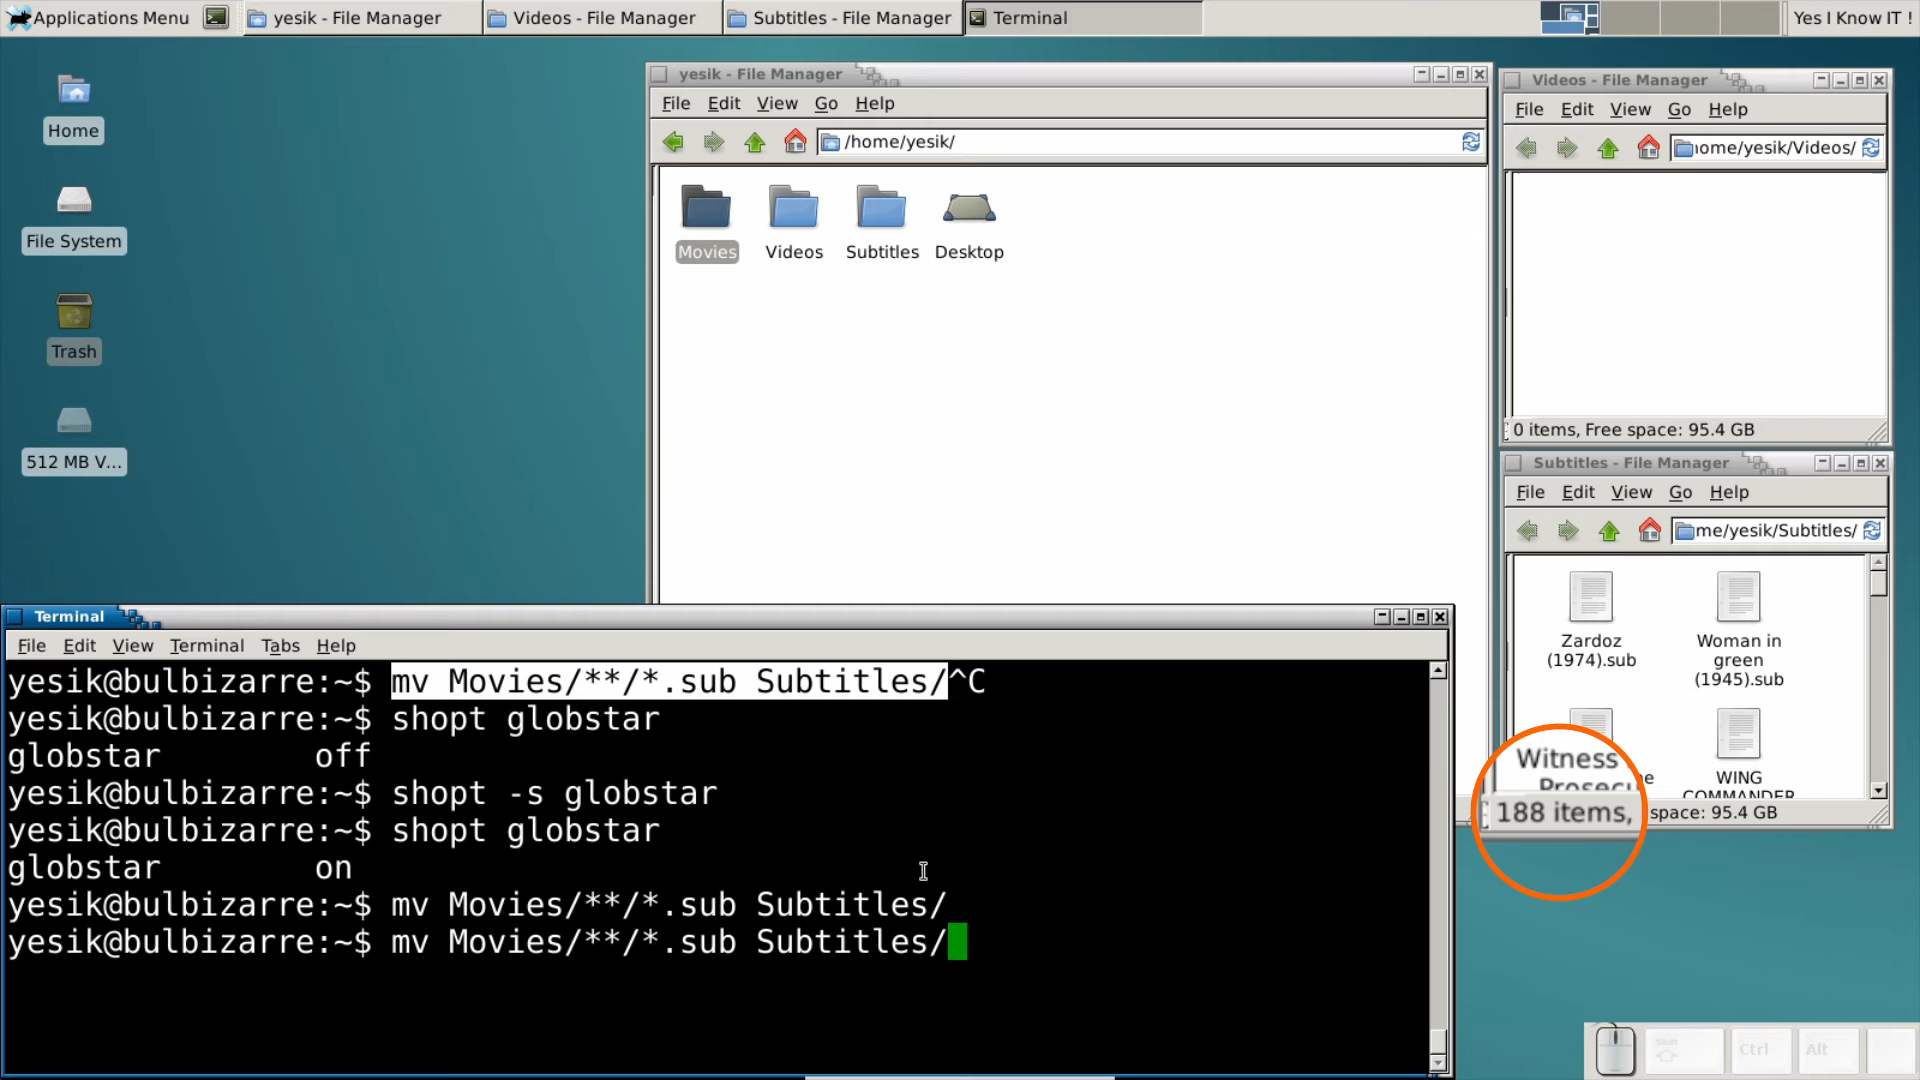 Applications Menu
yesik - File Manager
Videos - File Manager
Subtitles - File Manager
Terminal
Yes I Know IT !
Home
File System
Trash
512 MB V...
yesik - File Manager
File Edit View Go Help
/home/yesik/
Movies
Videos
Subtitles
Desktop
Videos - File Manager
File Edit View Go Help
ome/yesik/Videos/
0 items, Free space: 95.4 GB
Subtitles - File Manager
File Edit View Go Help
me/yesik/Subtitles/
Zardoz
(1974).sub
Woman in
green
(1945).sub
Witness
WING
COMMANDER
188 items,
space: 95.4 GB
Terminal
File Edit View Terminal Tabs Help
yesik@bulbizarre:~$ mv Movies/**/*.sub Subtitles/^C
yesik@bulbizarre:~$ shopt globstar
globstar off
yesik@bulbizarre:~$ shopt -s globstar
yesik@bulbizarre:~$ shopt globstar
globstar on
yesik@bulbizarre:~$ mv Movies/**/*.sub Subtitles/
yesik@bulbizarre:~$ mv Movies/**/*.sub Subtitles/
Shift
Ctrl
Alt